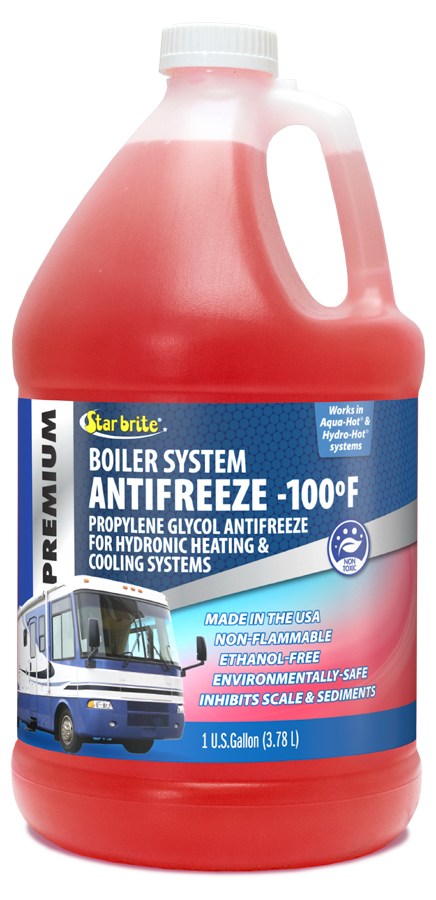 Star brite®
Works in
Aqua-Hot® &
Hydro-Hot®
systems
PREMIUM
BOILER SYSTEM
ANTIFREEZE -100ºF
PROPYLENE GLYCOL ANTIFREEZE
FOR HYDRONIC HEATING &
COOLING SYSTEMS
NON
TOXIC
MADE IN THE USA
NON-FLAMMABLE
ETHANOL-FREE
ENVIRONMENTALLY-SAFE
INHIBITS SCALE & SEDIMENTS
1 U.S.Gallon (3.78 L)